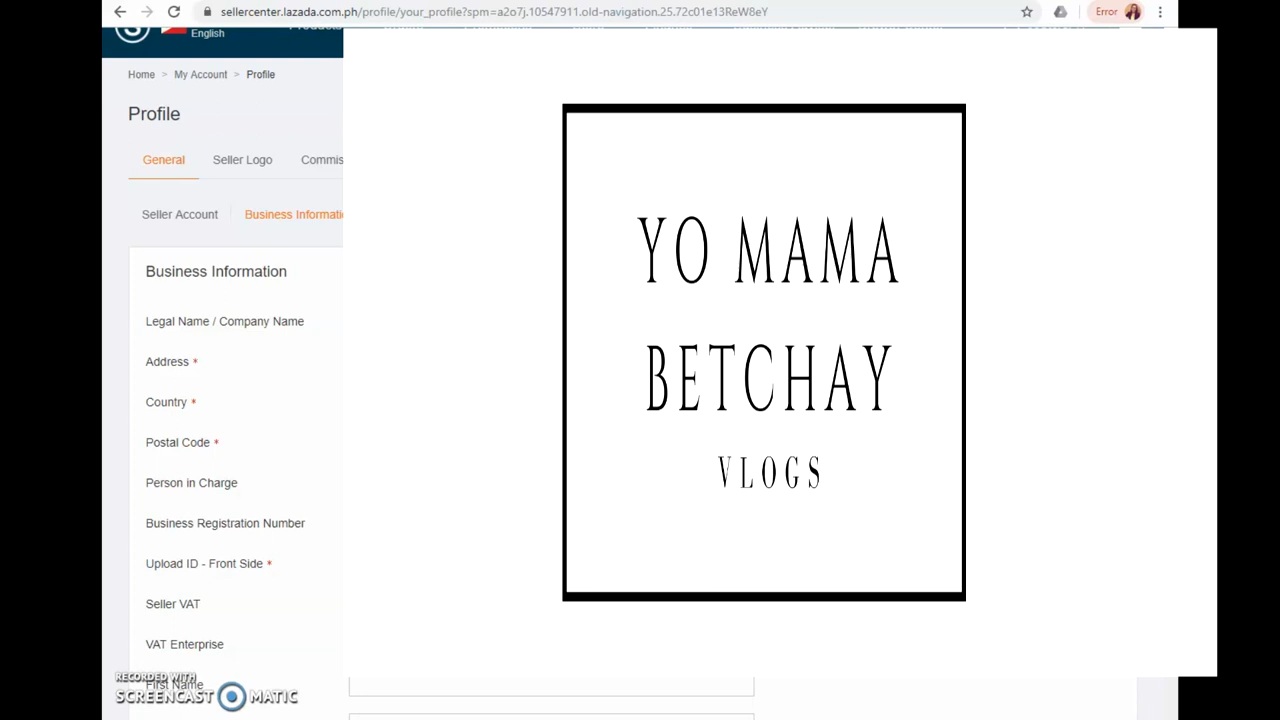 sellercenter.lazada.com.ph/profile/your_profile?spm=a2o7j.10547911.old-navigation.25.72c01e13ReW8eY
Error
English
Home > My Account > Profile
Profile
General Seller Logo Commis
Seller Account Business Informati
Business Information
Legal Name / Company Name
Address *
Country *
Postal Code *
Person in Charge
Business Registration Number
Upload ID - Front Side *
Seller VAT
VAT Enterprise
First Name
YO MAMA
BETCHAY
VLOGS
RECORDED WITH
SCREENCAST MATIC